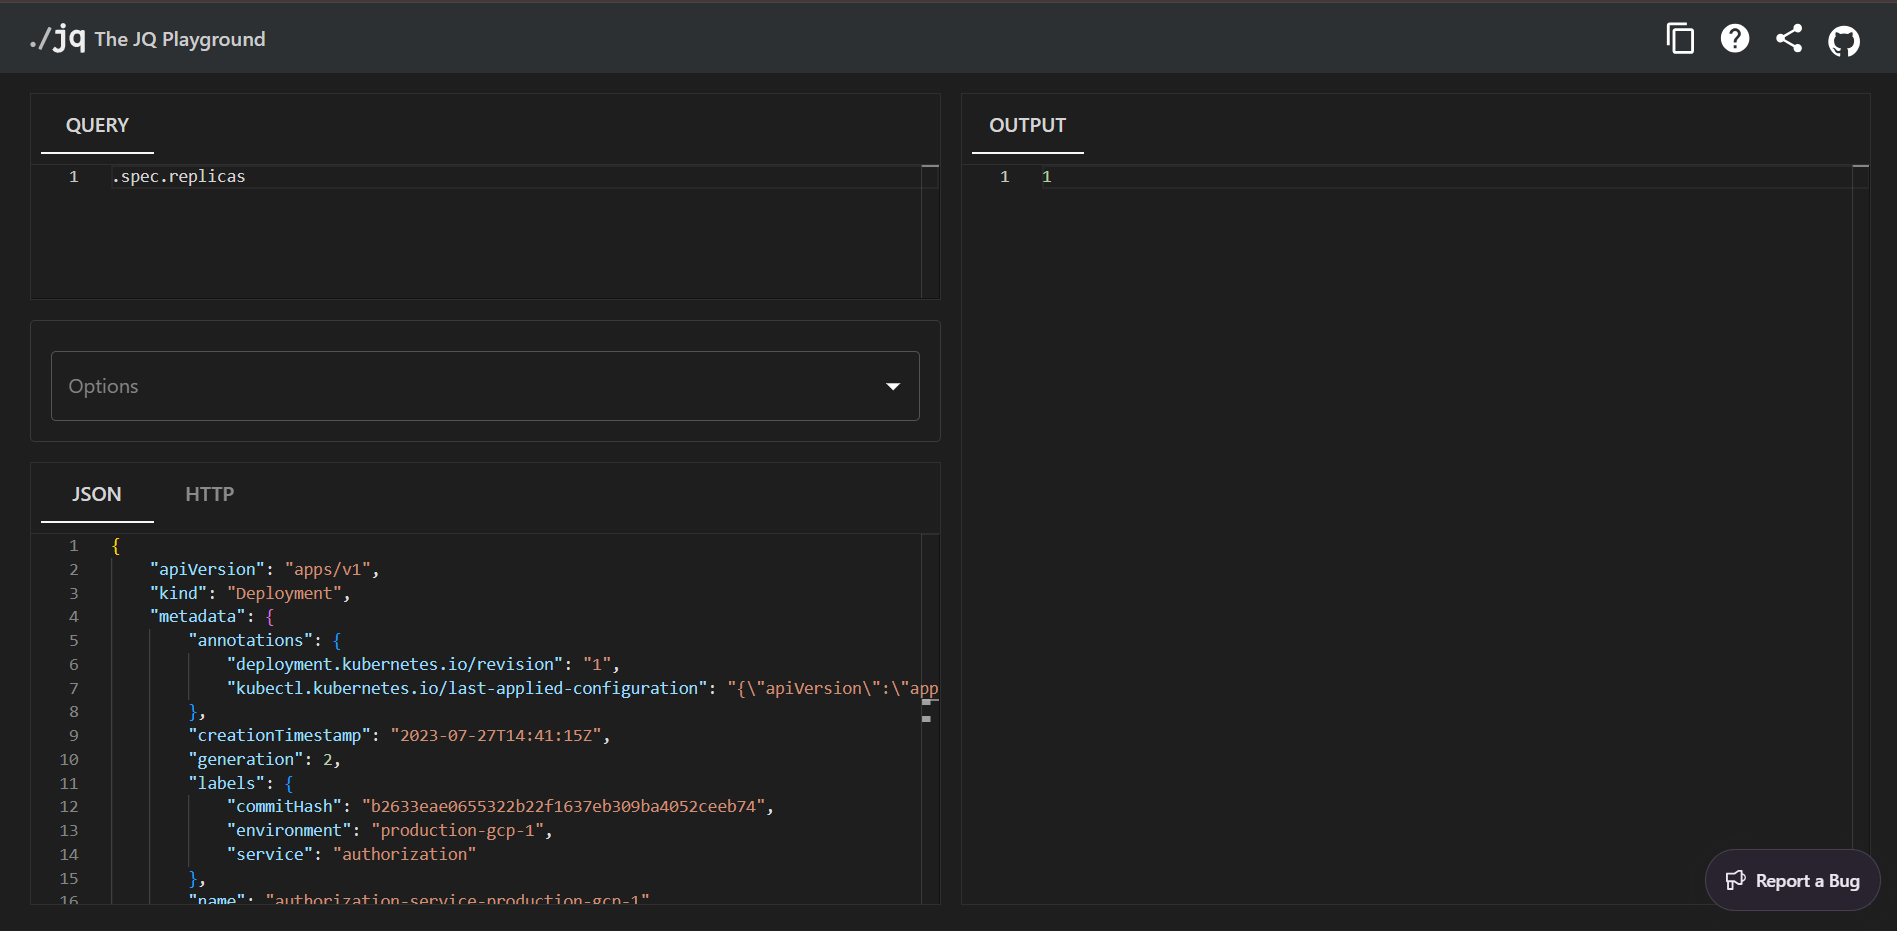 ./jq The JQ Playground
QUERY
1 .spec.replicas
Options
JSON HTTP
1 {
2 "apiVersion": "apps/v1",
3 "kind": "Deployment",
4 "metadata": {
5 "annotations": {
6 "deployment.kubernetes.io/revision": "1",
7 "kubectl.kubernetes.io/last-applied-configuration": "{\"apiVersion\":\"app
8 },
9 "creationTimestamp": "2023-07-27T14:41:15Z",
10 "generation": 2,
11 "labels": {
12 "commitHash": "b2633eae0655322b22f1637eb309ba4052ceeb74",
13 "environment": "production-gcp-1",
14 "service": "authorization"
15 },
16 "name": "authorization-service-production-gcp-1"
OUTPUT
1 1
Report a Bug